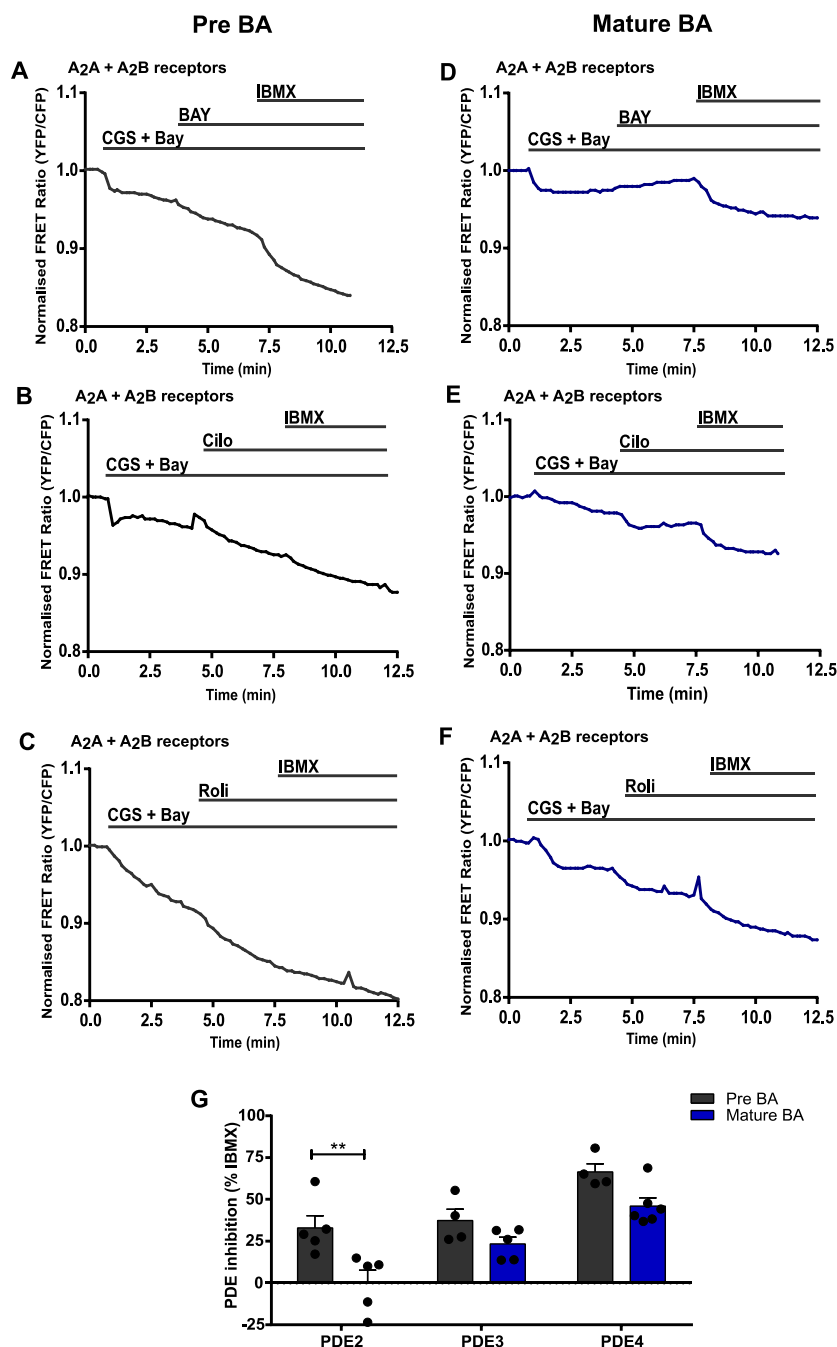 Pre BA
Mature BA
A
A2A + A2B receptors
IBMX
BAY
CGS + Bay
Normalised FRET Ratio (YFP/CFP)
1.1
1.0
0.9
0.8
0.0 2.5 5.0 7.5 10.0 12.5
Time (min)
D
A2A + A2B receptors
IBMX
BAY
CGS + Bay
Normalised FRET Ratio (YFP/CFP)
1.1
1.0
0.9
0.8
0.0 2.5 5.0 7.5 10.0 12.5
Time (min)
B
A2A + A2B receptors
IBMX
Cilo
CGS + Bay
Normalised FRET Ratio (YFP/CFP)
1.1
1.0
0.9
0.8
0.0 2.5 5.0 7.5 10.0 12.5
Time (min)
E
A2A + A2B receptors
IBMX
Cilo
CGS + Bay
Normalised FRET Ratio (YFP/CFP)
1.1
1.0
0.9
0.8
0.0 2.5 5.0 7.5 10.0 12.5
Time (min)
C
A2A + A2B receptors
IBMX
Roli
CGS + Bay
Normalised FRET Ratio (YFP/CFP)
1.1
1.0
0.9
0.8
0.0 2.5 5.0 7.5 10.0 12.5
Time (min)
F
A2A + A2B receptors
IBMX
Roli
CGS + Bay
Normalised FRET Ratio (YFP/CFP)
1.1
1.0
0.9
0.8
0.0 2.5 5.0 7.5 10.0 12.5
Time (min)
G
Pre BA
Mature BA
**
PDE inhibition (% IBMX)
100
75
50
25
0
-25
PDE2 PDE3 PDE4